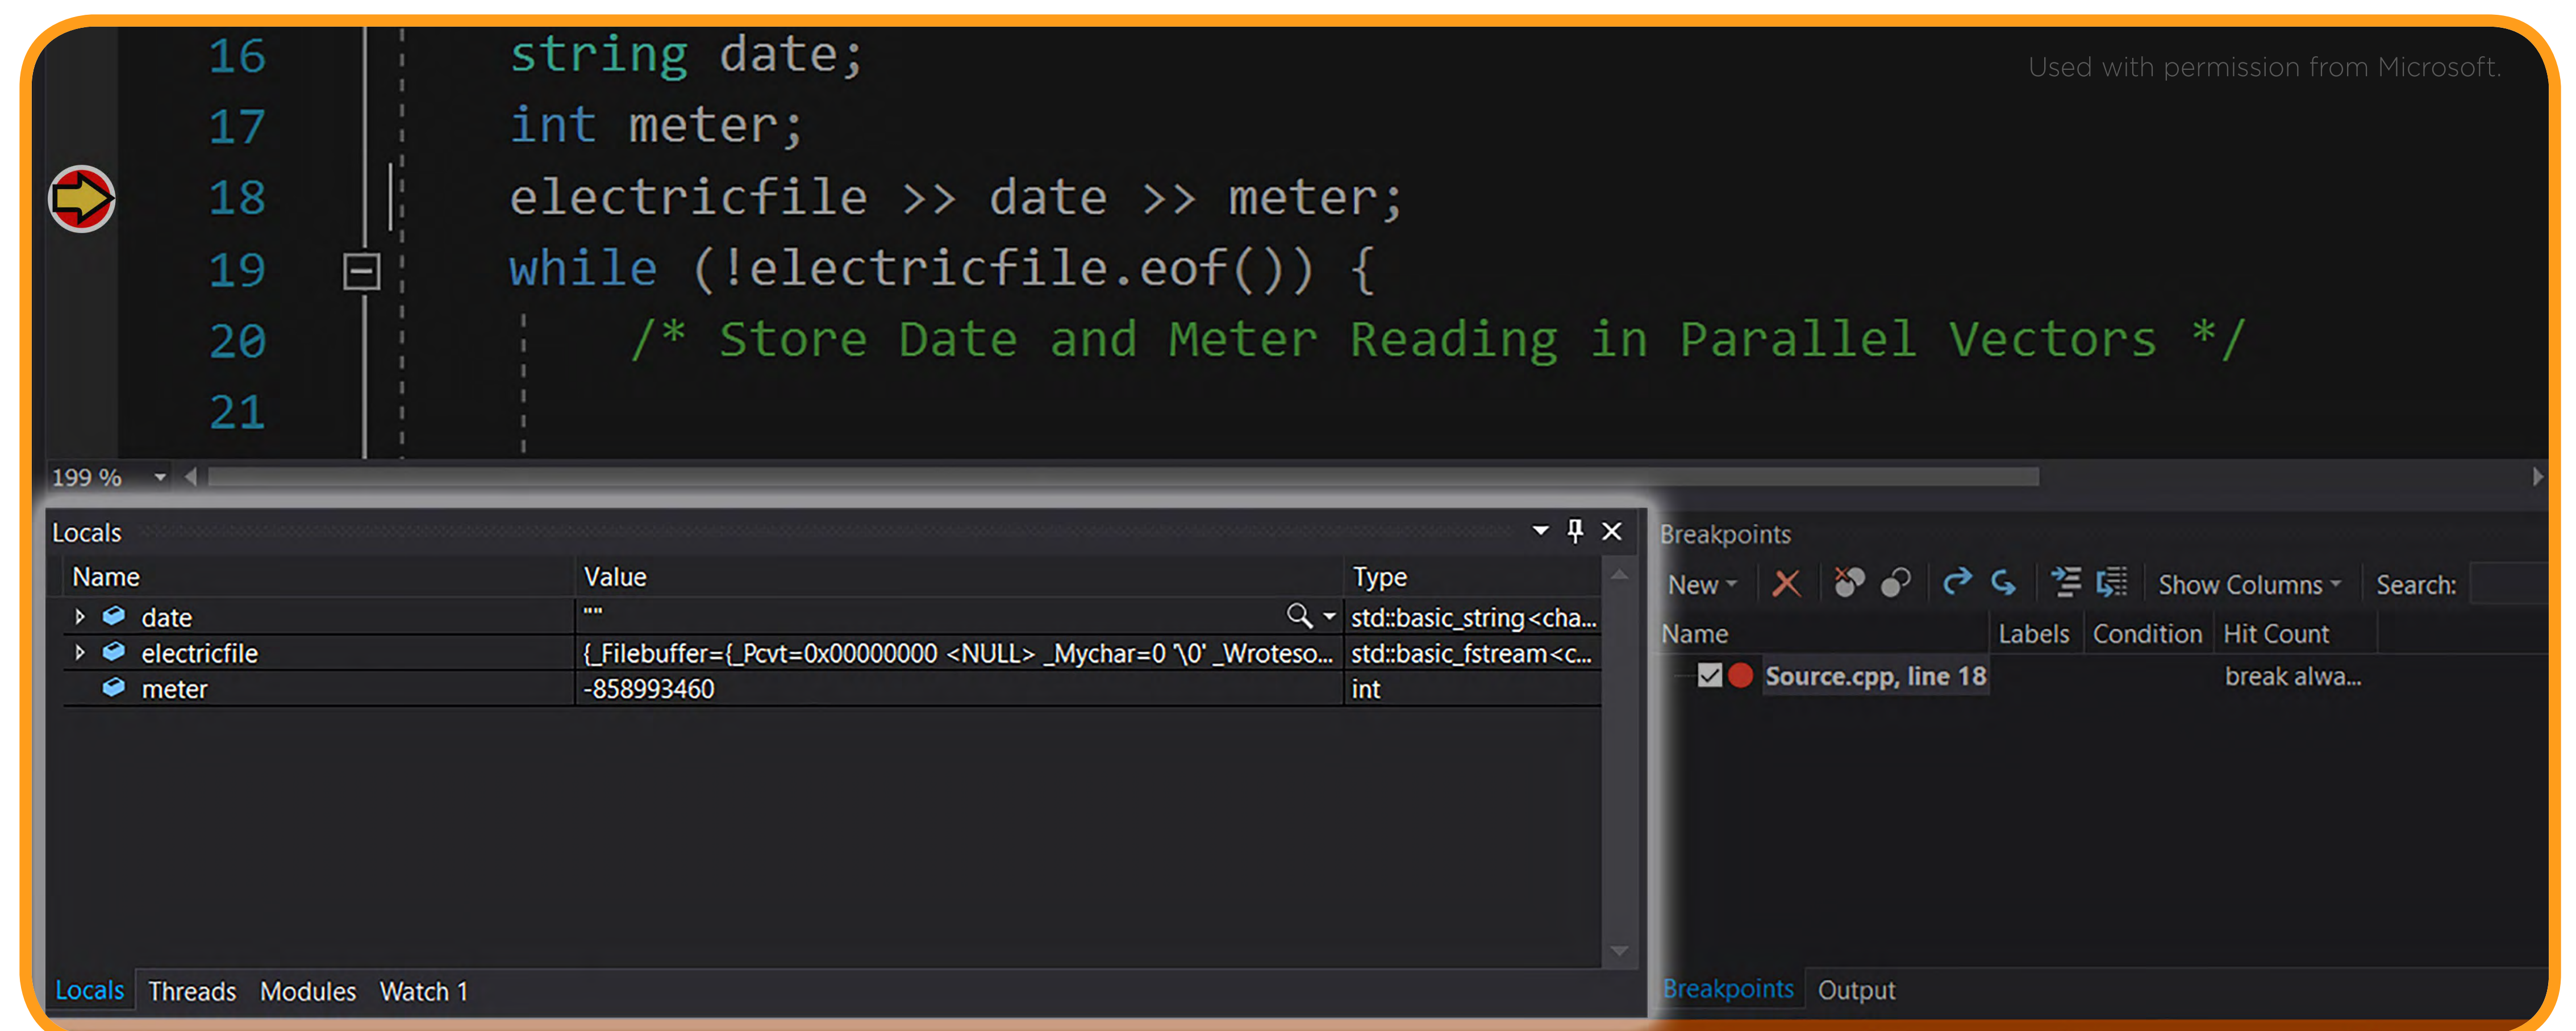 Used with permission from Microsoft.
16 string date;
17 int meter;
18 electricfile >> date >> meter;
19 while (!electricfile.eof()) {
20 /* Store Date and Meter Reading in Parallel Vectors */
21
199 %
Locals
Name Value Type
date "" std::basic_string<cha...
electricfile {_Filebuffer={_Pcvt=0x00000000 <NULL> _Mychar=0 '\0' _Wroteso... std::basic_fstream<c...
meter -858993460 int
Locals Threads Modules Watch 1
Breakpoints
New Show Columns Search:
Name Labels Condition Hit Count
Source.cpp, line 18 break alwa...
Breakpoints Output